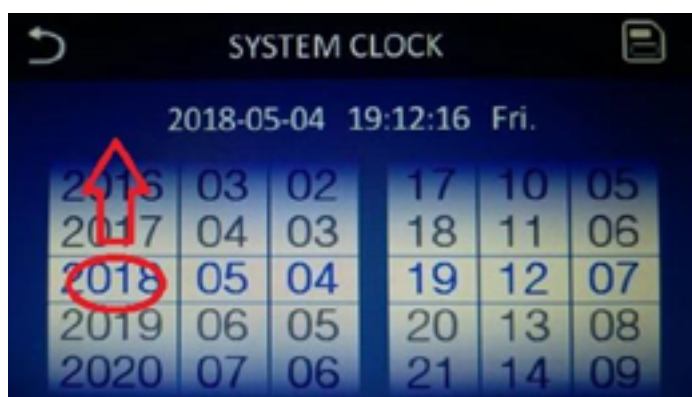 SYSTEM CLOCK
2018-05-04 19:12:16 Fri.
2016 03 02 17 10 05
2017 04 03 18 11 06
2018 05 04 19 12 07
2019 06 05 20 13 08
2020 07 06 21 14 09